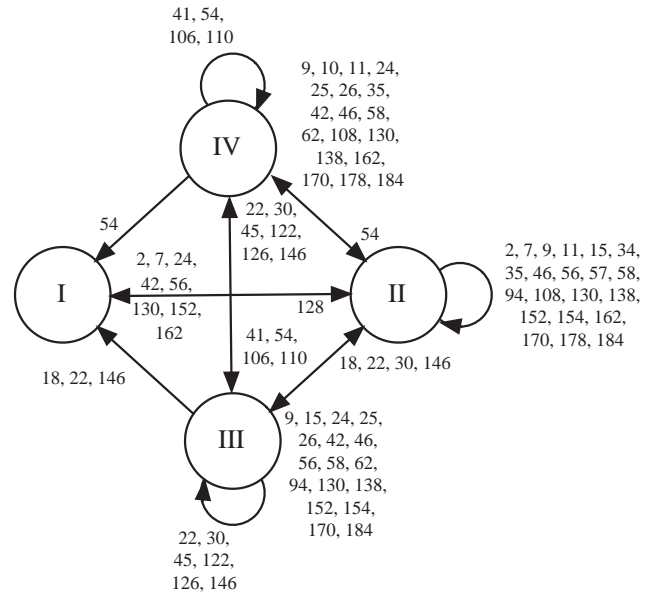 41, 54,
106, 110
9, 10, 11, 24,
25, 26, 35,
42, 46, 58,
62, 108, 130,
138, 162,
170, 178, 184
IV
22, 30,
45, 122,
126, 146
54
54
2, 7, 24,
42, 56,
130, 152,
162
I
128
II
2, 7, 9, 11, 15, 34,
35, 46, 56, 57, 58,
94, 108, 130, 138,
152, 154, 162,
170, 178, 184
41, 54,
106, 110
18, 22, 30, 146
18, 22, 146
III
9, 15, 24, 25,
26, 42, 46,
56, 58, 62,
94, 130, 138,
152, 154,
170, 184
22, 30,
45, 122,
126, 146